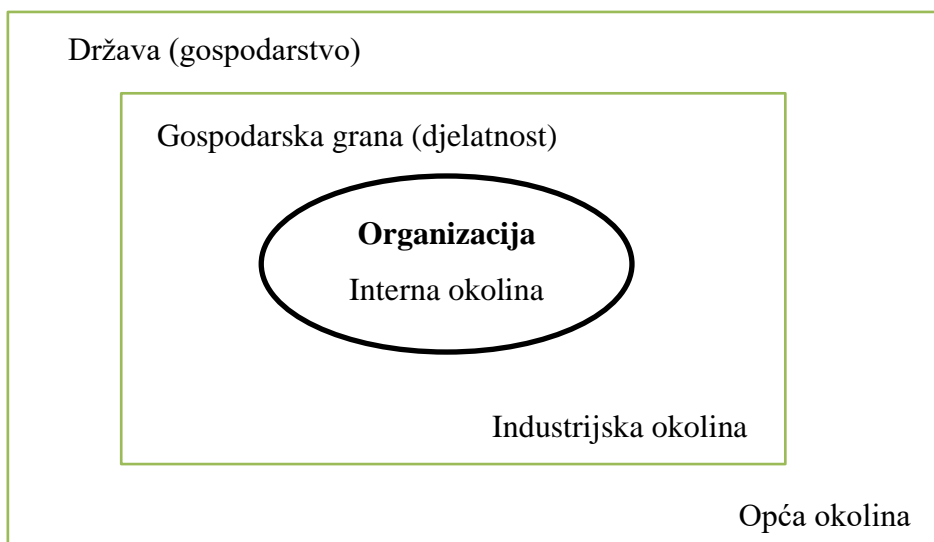 Država (gospodarstvo)
Gospodarska grana (djelatnost)
Organizacija
Interna okolina
Industrijska okolina
Opća okolina